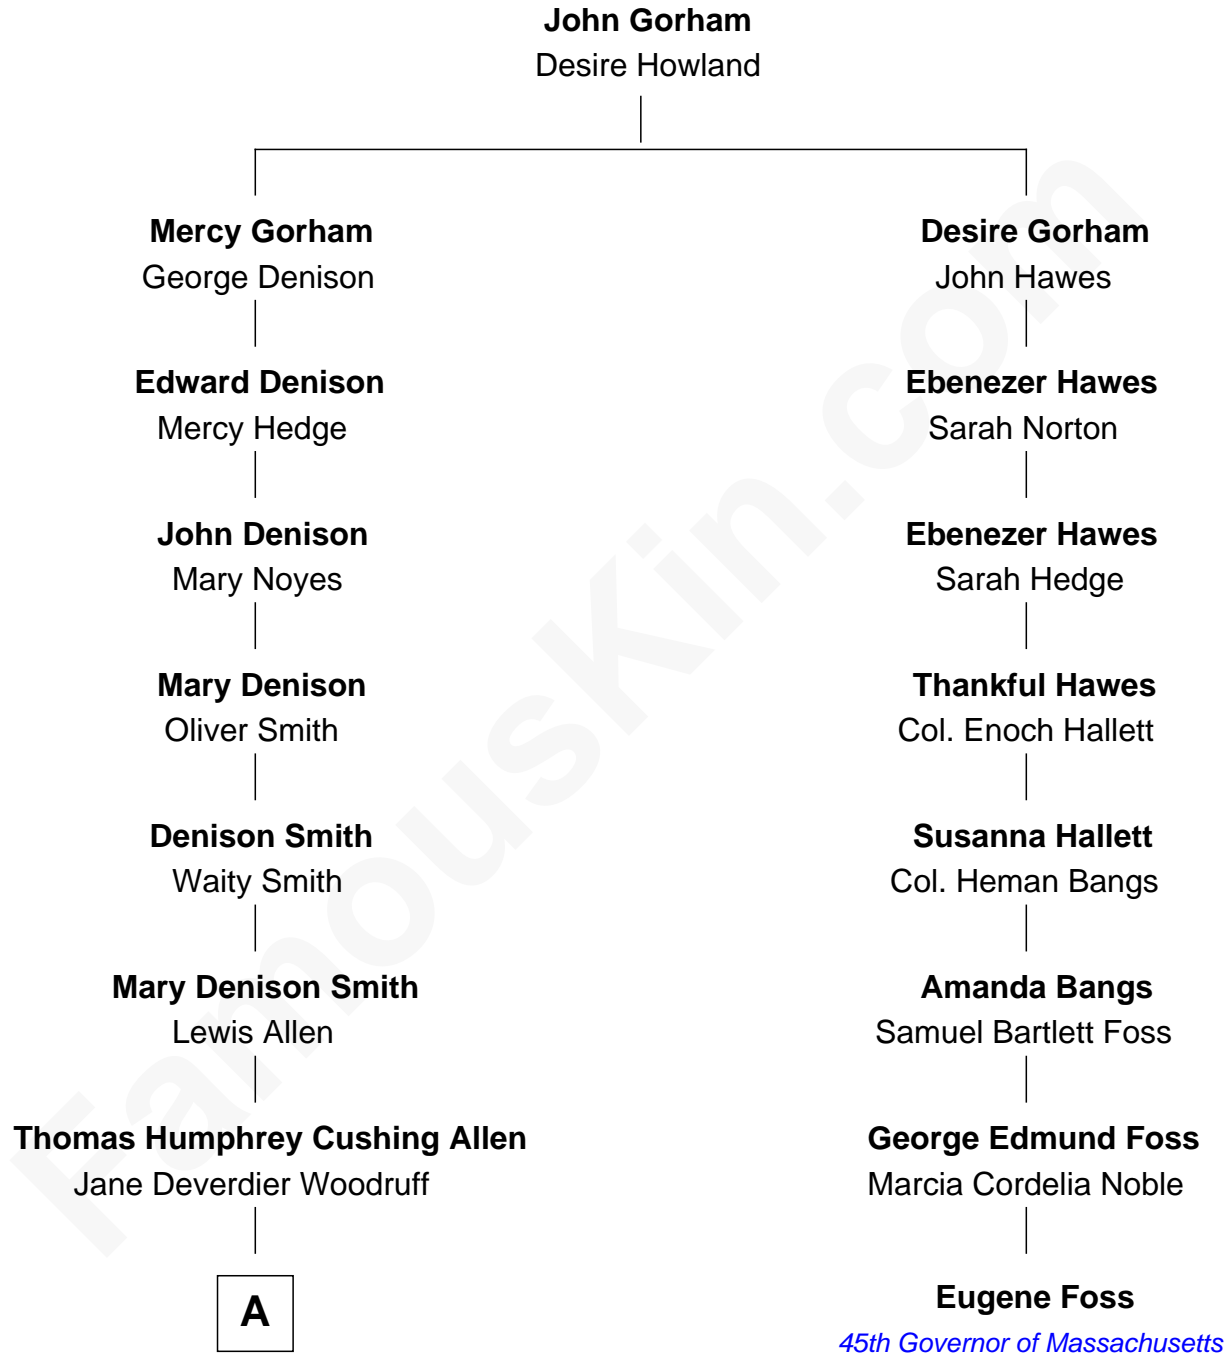 John Gorham
Desire Howland
Mercy Gorham
George Denison
Desire Gorham
John Hawes
Edward Denison
Mercy Hedge
Ebenezer Hawes
Sarah Norton
John Denison
Mary Noyes
Ebenezer Hawes
Sarah Hedge
Mary Denison
Oliver Smith
Thankful Hawes
Col. Enoch Hallett
Denison Smith
Waity Smith
Susanna Hallett
Col. Heman Bangs
Mary Denison Smith
Lewis Allen
Amanda Bangs
Samuel Bartlett Foss
Thomas Humphrey Cushing Allen
Jane Deverdier Woodruff
George Edmund Foss
Marcia Cordelia Noble
A
Eugene Foss
45th Governor of Massachusetts
FamousKin.com